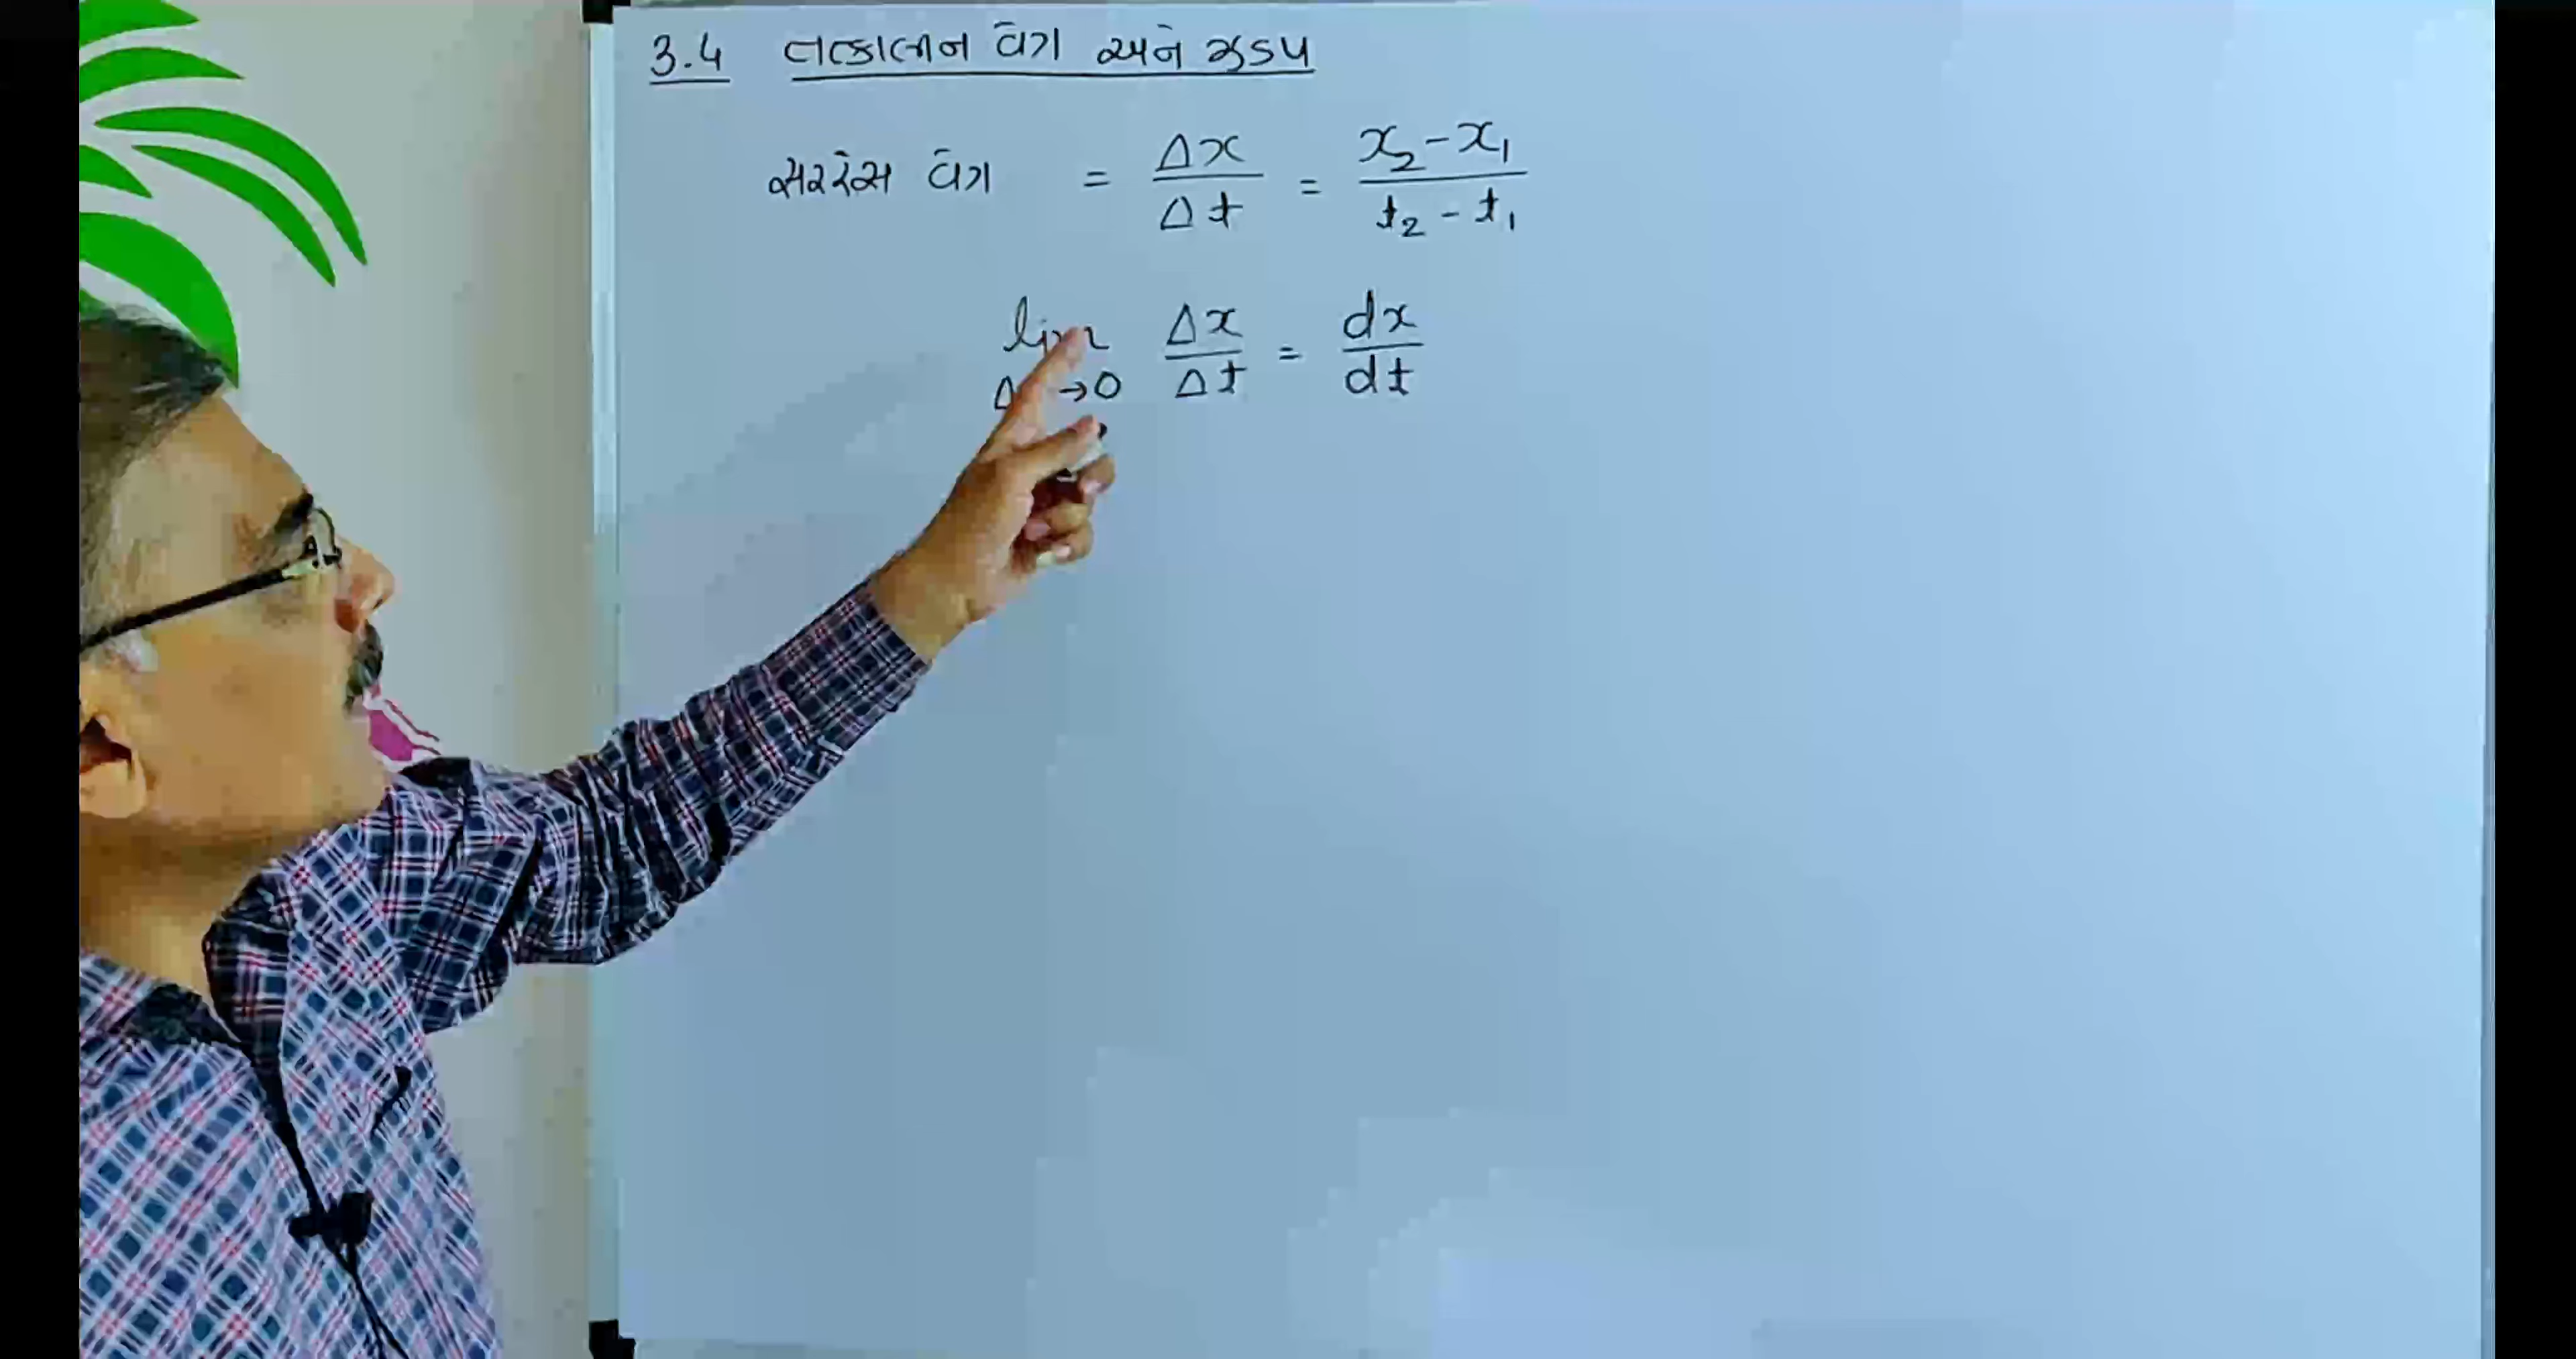 3.4 તત્કાલીન વેગ અને ઝડપ
સરેરાશ વેગ = Δx/Δt = (x₂ - x₁)/(t₂ - t₁)
lim Δ →0 Δx/Δt = dx/dt